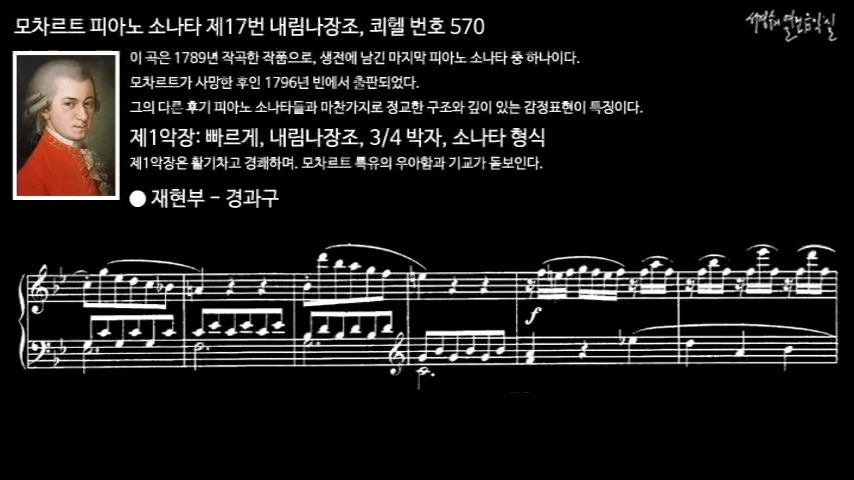 모차르트 피아노 소나타 제17번 내림나장조, 쾨헬 번호 570
서정원의 열린음악실
이 곡은 1789년 작곡한 작품으로, 생전에 남긴 마지막 피아노 소나타 중 하나이다.
모차르트가 사망한 후인 1796년 빈에서 출판되었다.
그의 다른 후기 피아노 소나타들과 마찬가지로 정교한 구조와 깊이 있는 감정표현이 특징이다.
제1악장: 빠르게, 내림나장조, 3/4 박자, 소나타 형식
제1악장은 활기차고 경쾌하며. 모차르트 특유의 우아함과 기교가 돋보인다.
● 재현부 - 경과구
f